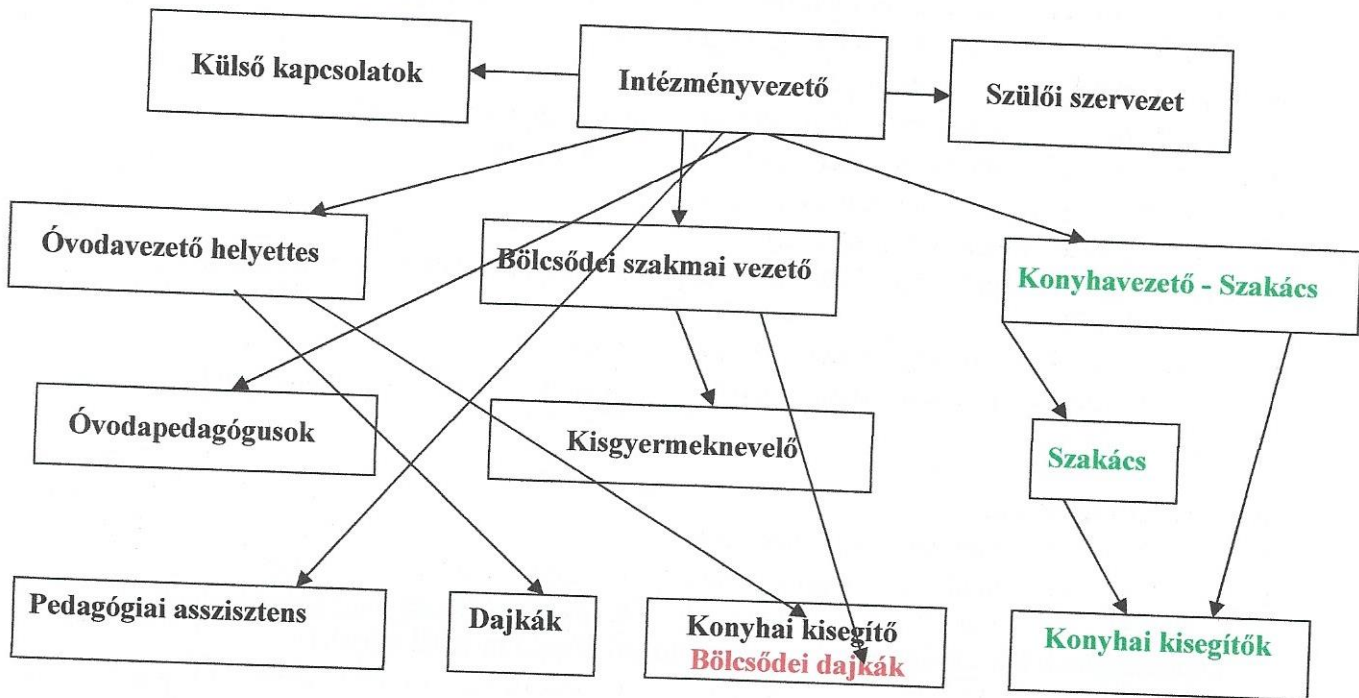 Külső kapcsolatok
Intézményvezető
Szülői szervezet
Óvodavezető helyettes
Bölcsődei szakmai vezető
Konyhavezető - Szakács
Óvodapedagógusok
Kisgyermeknevelő
Szakács
Pedagógiai asszisztens
Dajkák
Konyhai kisegítő
Bölcsődei dajkák
Konyhai kisegítők